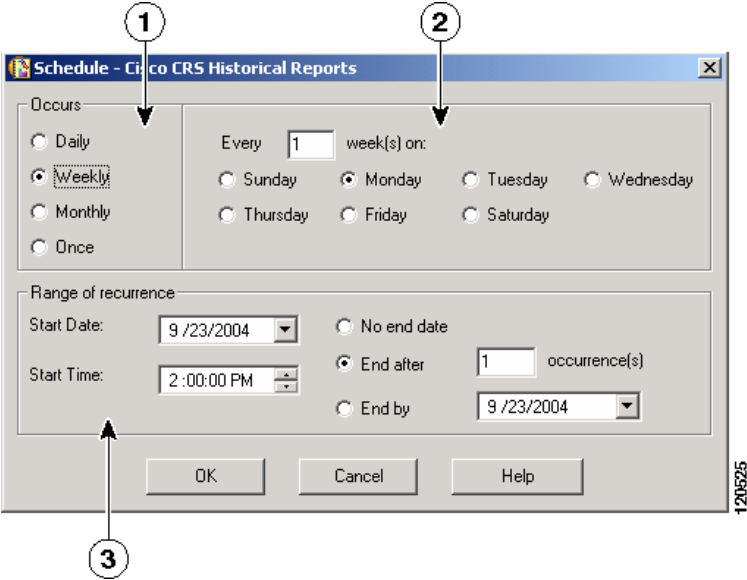 1
2
Schedule - Cisco CRS Historical Reports
Occurs
Daily
Weekly
Monthly
Once
Every 1 week(s) on:
Sunday Monday Tuesday Wednesday
Thursday Friday Saturday
Range of recurrence
Start Date: 9 /23/2004
Start Time: 2 :00:00 PM
No end date
End after 1 occurrence(s)
End by 9 /23/2004
OK Cancel Help
120525
3